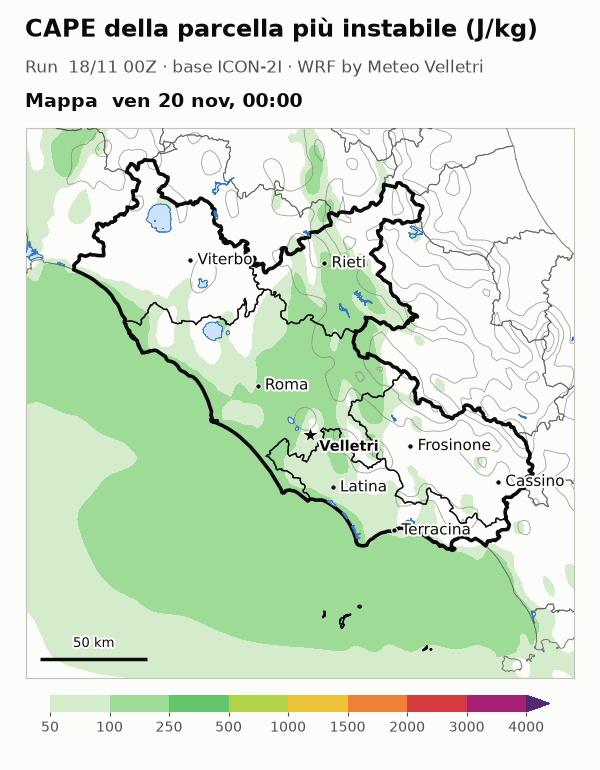 CAPE della parcella più instabile (J/kg)
Run  18/11 00Z · base ICON-2I · WRF by Meteo Velletri
Mappa  ven 20 nov, 00:00
Viterbo
Rieti
Roma
Velletri
Frosinone
Latina
Cassino
Terracina
50 km
50 100 250 500 1000 1500 2000 3000 4000